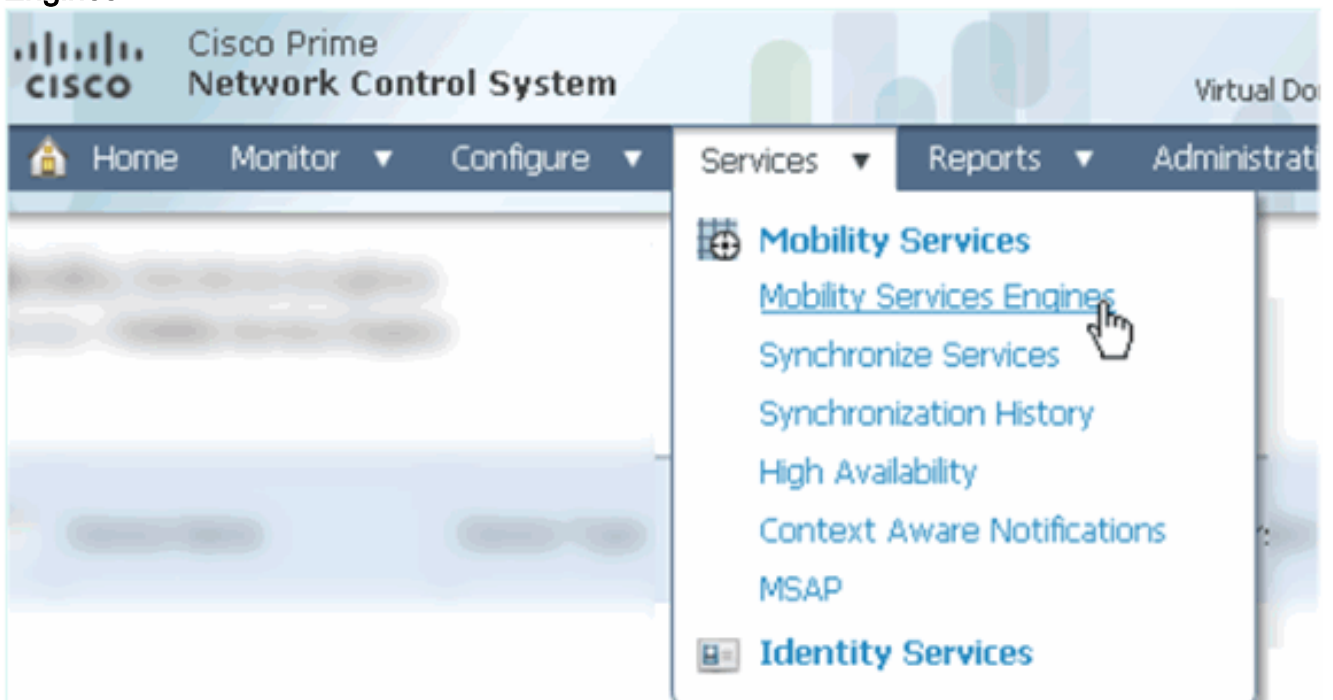 CISCO
Cisco Prime
Network Control System
Virtual Do
Home Monitor Configure Services Reports Administrati
Mobility Services
Mobility Services Engines
Synchronize Services
Synchronization History
High Availability
Context Aware Notifications
MSAP
Identity Services